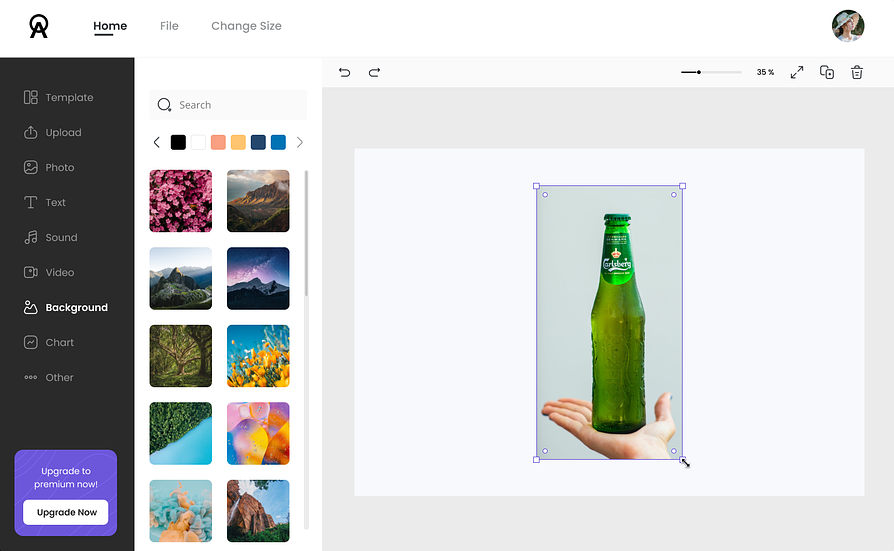 Home
File
Change Size
35 %
Template
Upload
Photo
Text
Sound
Video
Background
Chart
Other
Search
Carlsberg
Upgrade to
premium now!
Upgrade Now